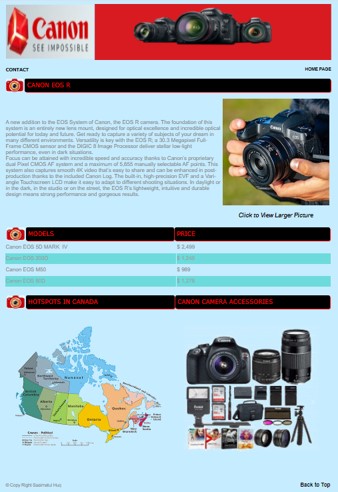 Canon
SEE IMPOSSIBLE
CONTACT
HOME PAGE
CANON EOS R
A new addition to the EOS System of Canon, the EOS R camera. The foundation of this
system is an entirely new lens mount, designed for optical excellence and incredible optical
potential for today and future. Get ready to capture a variety of subjects of your dream in
many different environments. Versatility is key with the EOS R, a 30.3 Megapixel Full-
Frame CMOS sensor and the DIGIC 8 Image Processor deliver stellar low-light
performance, even in dark situations.
Focus can be attained with incredible speed and accuracy thanks to Canon's proprietary
dual Pixel CMOS AF system and a maximum of 5,655 manually selectable AF points. This
system also captures smooth 4K video that's easy to share and can be enhanced in post-
production thanks to the included Canon Log. The built-in, high-precision EVF and a Vari-
angle Touchscreen LCD make it easy to adapt to different shooting situations. In daylight or
in the dark, in the studio or on the street, the EOS R's lightweight, intuitive and durable
design means strong performance and gorgeous results.
Click to View Larger Picture
MODELS
PRICE
Canon EOS 5D MARK IV
$ 2,499
Canon EOS
Canon EOS M60
$ 969
Canon EOS
HOTSPOTS IN CANADA
CANON CAMERA ACCESSORIES
Nunavut
Alberta
Manitoba
Ontario
Quebec
© Copy Right
Back to Top